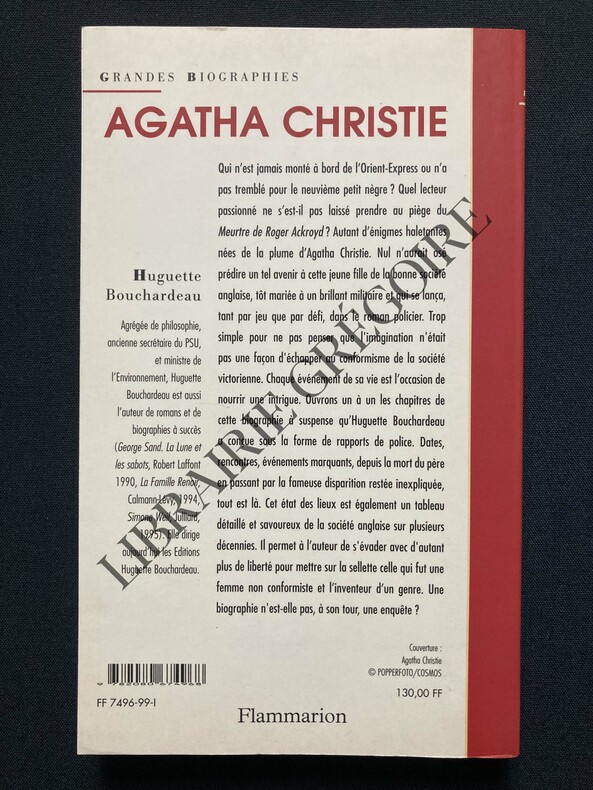 GRANDES BIOGRAPHIES
AGATHA CHRISTIE
Qui n'est jamais monté à bord de l'Orient-Express ou n'a
pas tremblé pour le neuvième petit nègre ? Quel lecteur
passionné ne s'est-il pas laissé prendre au piège du
Meurtre de Roger Ackroyd ? Autant d'énigmes haletantes
nées de la plume d'Agatha Christie. Nul n'aurait osé
prédire un tel avenir à cette jeune fille de la bonne société
anglaise, tôt mariée à un brillant militaire et qui se lança,
tant par jeu que par défi, dans le roman policier. Trop
simple pour ne pas penser que l'imagination n'était
pas une façon d'échapper au conformisme de la société
victorienne. Chaque événement de sa vie est l'occasion de
nourrir une intrigue. Ouvrons un à un les chapitres de
cette biographie à suspense qu'Huguette Bouchardeau
a conçue sous la forme de rapports de police. Dates,
rencontres, événements marquants, depuis la mort du père
en passant par la fameuse disparition restée inexpliquée,
tout est là. Cet état des lieux est également un tableau
détaillé et savoureux de la société anglaise sur plusieurs
décennies. Il permet à l'auteur de s'évader avec d'autant
plus de liberté pour mettre sur la sellette celle qui fut une
femme non conformiste et l'inventeur d'un genre. Une
biographie n'est-elle pas, à son tour, une enquête ?
Huguette
Bouchardeau
Agrégée de philosophie,
ancienne secrétaire du PSU,
et ministre de
l'Environnement, Huguette
Bouchardeau est aussi
l'auteur de romans et de
biographies à succès
(George Sand. La Lune et
les sabots, Robert Laffont
1990, La Famille Renoir,
Calmann-Lévy, 1994,
Simone Weil, Julliard,
1995). Elle dirige
aujourd'hui les Editions
Huguette Bouchardeau.
Couverture :
Agatha Christie
© POPPERFOTO/COSMOS
130,00 FF
9 782080 674968
FF 7496-99-I
Flammarion
LIBRAIRIE GRÉGOIRE